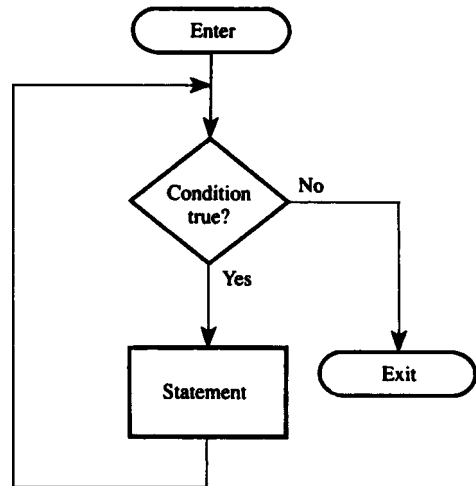 Enter
Condition
true?
No
Yes
Statement
Exit